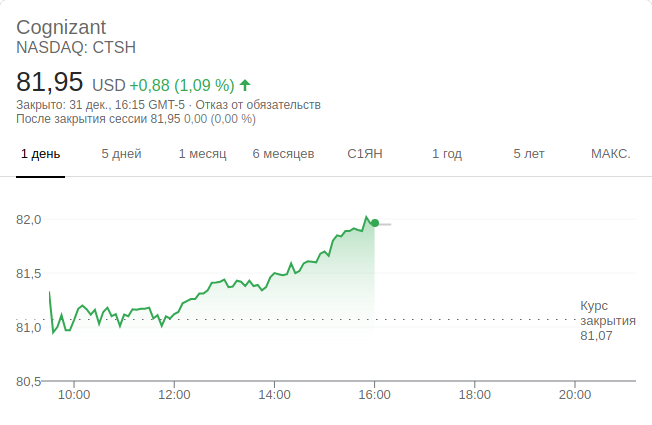 Cognizant
NASDAQ: CTSH
81,95 USD +0,88 (1,09 %)
Закрыто: 31 дек., 16:15 GMT-5 · Отказ от обязательств
После закрытия сессии 81,95 0,00 (0,00 %)
1 день 5 дней 1 месяц 6 месяцев С1ЯН 1 год 5 лет МАКС.
82,0
81,5
81,0
80,5
Курс
закрытия
81,07
10:00 12:00 14:00 16:00 18:00 20:00